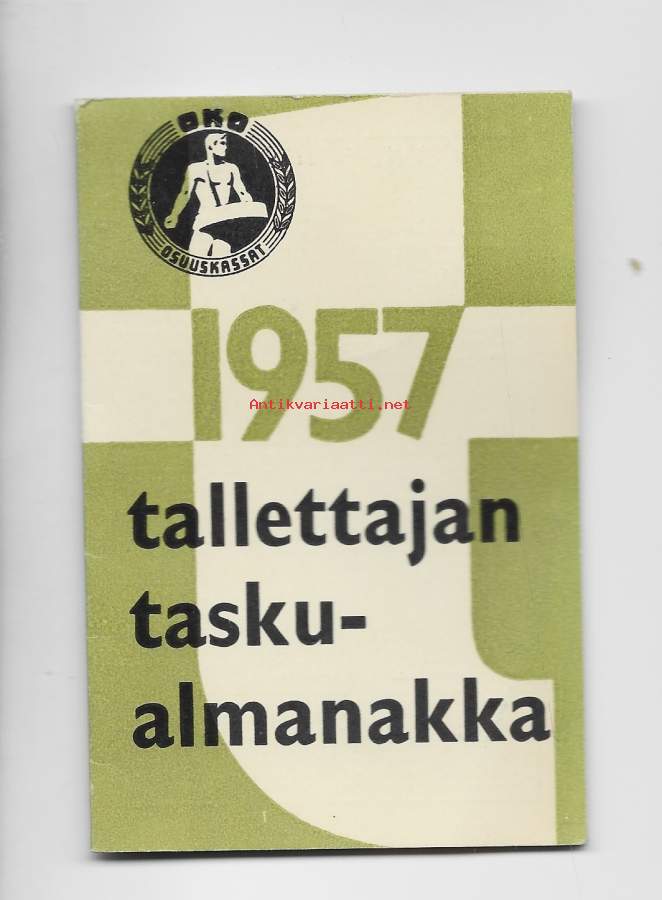 OKO
OSUUSKASSAT
1957
Antikvariaatti.net
tallettajan
tasku-
almanakka